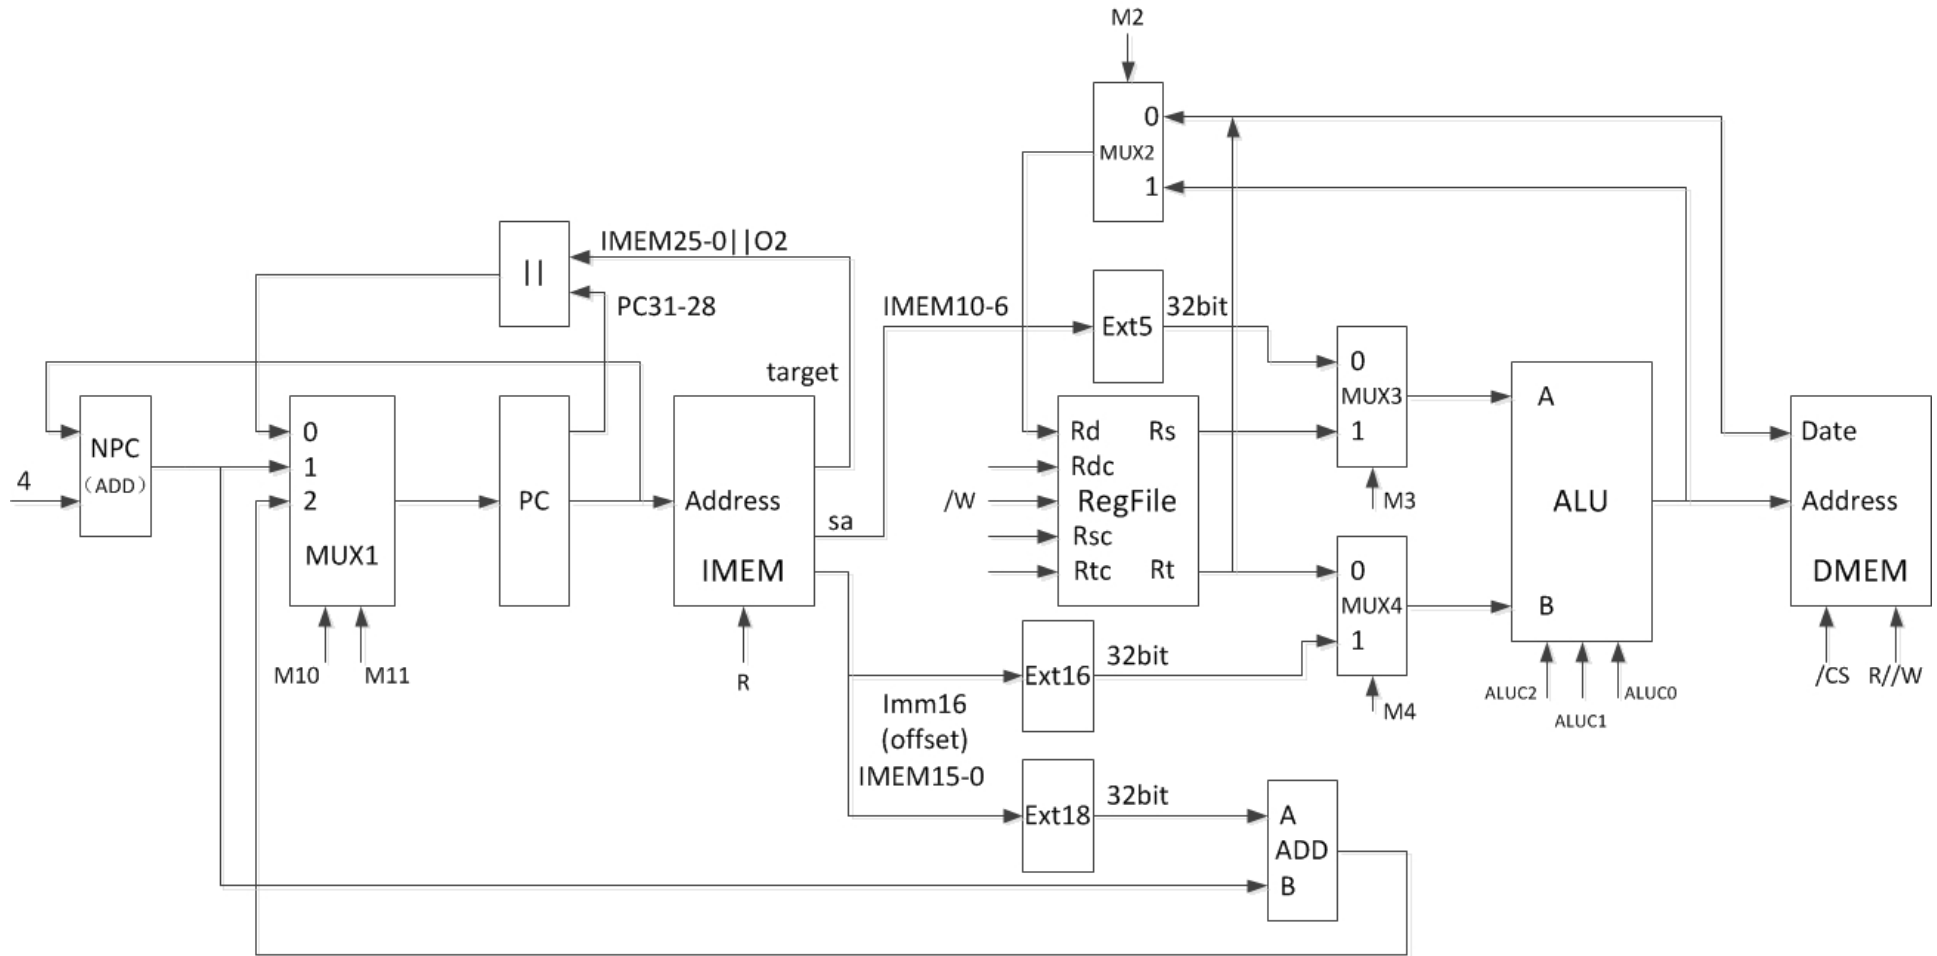 M2
0
MUX2
1
IMEM25-0||O2
||
PC31-28
IMEM10-6
Ext5
32bit
target
0
MUX3
1
M3
NPC
（ADD）
4
0
1
2
MUX1
M10
M11
PC
Address
IMEM
sa
R
Rd
Rs
Rdc
/W
RegFile
Rsc
Rtc
Rt
0
MUX4
1
M4
A
ALU
B
ALUC2
ALUC1
ALUC0
Date
Address
DMEM
/CS
R//W
Ext16
32bit
Imm16
(offset)
IMEM15-0
Ext18
32bit
A
ADD
B